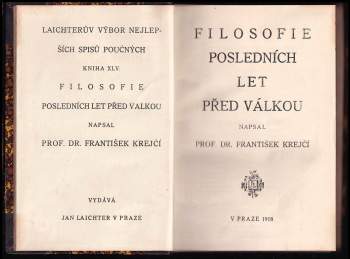 LAICHTERŮV VÝBOR NEJLEP-
ŠÍCH SPISŮ POUČNÝCH
KNIHA XLV.
FILOSOFIE
POSLEDNÍCH LET PŘED VÁLKOU
NAPSAL
PROF. DR. FRANTIŠEK KREJČÍ
VYDÁVÁ
JAN LAICHTER V PRAZE
FILOSOFIE
POSLEDNÍCH
LET
PŘED VÁLKOU
NAPSAL
PROF. DR. FRANTIŠEK KREJČÍ
V PRAZE 1918